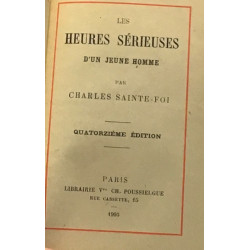 LES
HEURES SÉRIEUSES
D'UN JEUNE HOMME
PAR
CHARLES SAINTE-FOI
QUATORZIÈME ÉDITION
PARIS
LIBRAIRIE Vve CH. POUSSIELGUE
RUE CASSETTE, 15